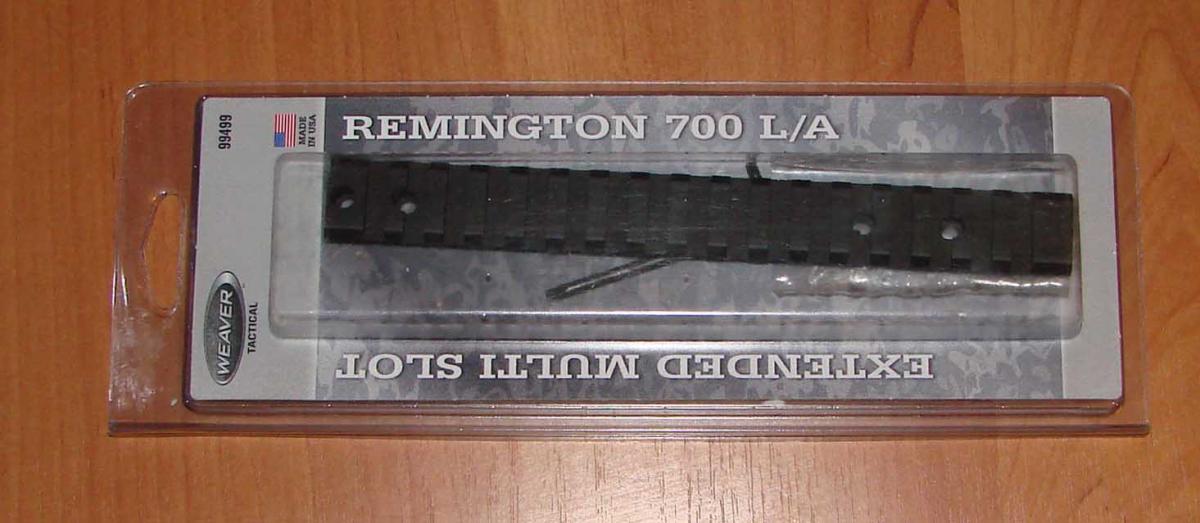 99499
MADE
IN USA
REMINGTON 700 L/A
WEAVER
TACTICAL
EXTENDED MULTI SLOT